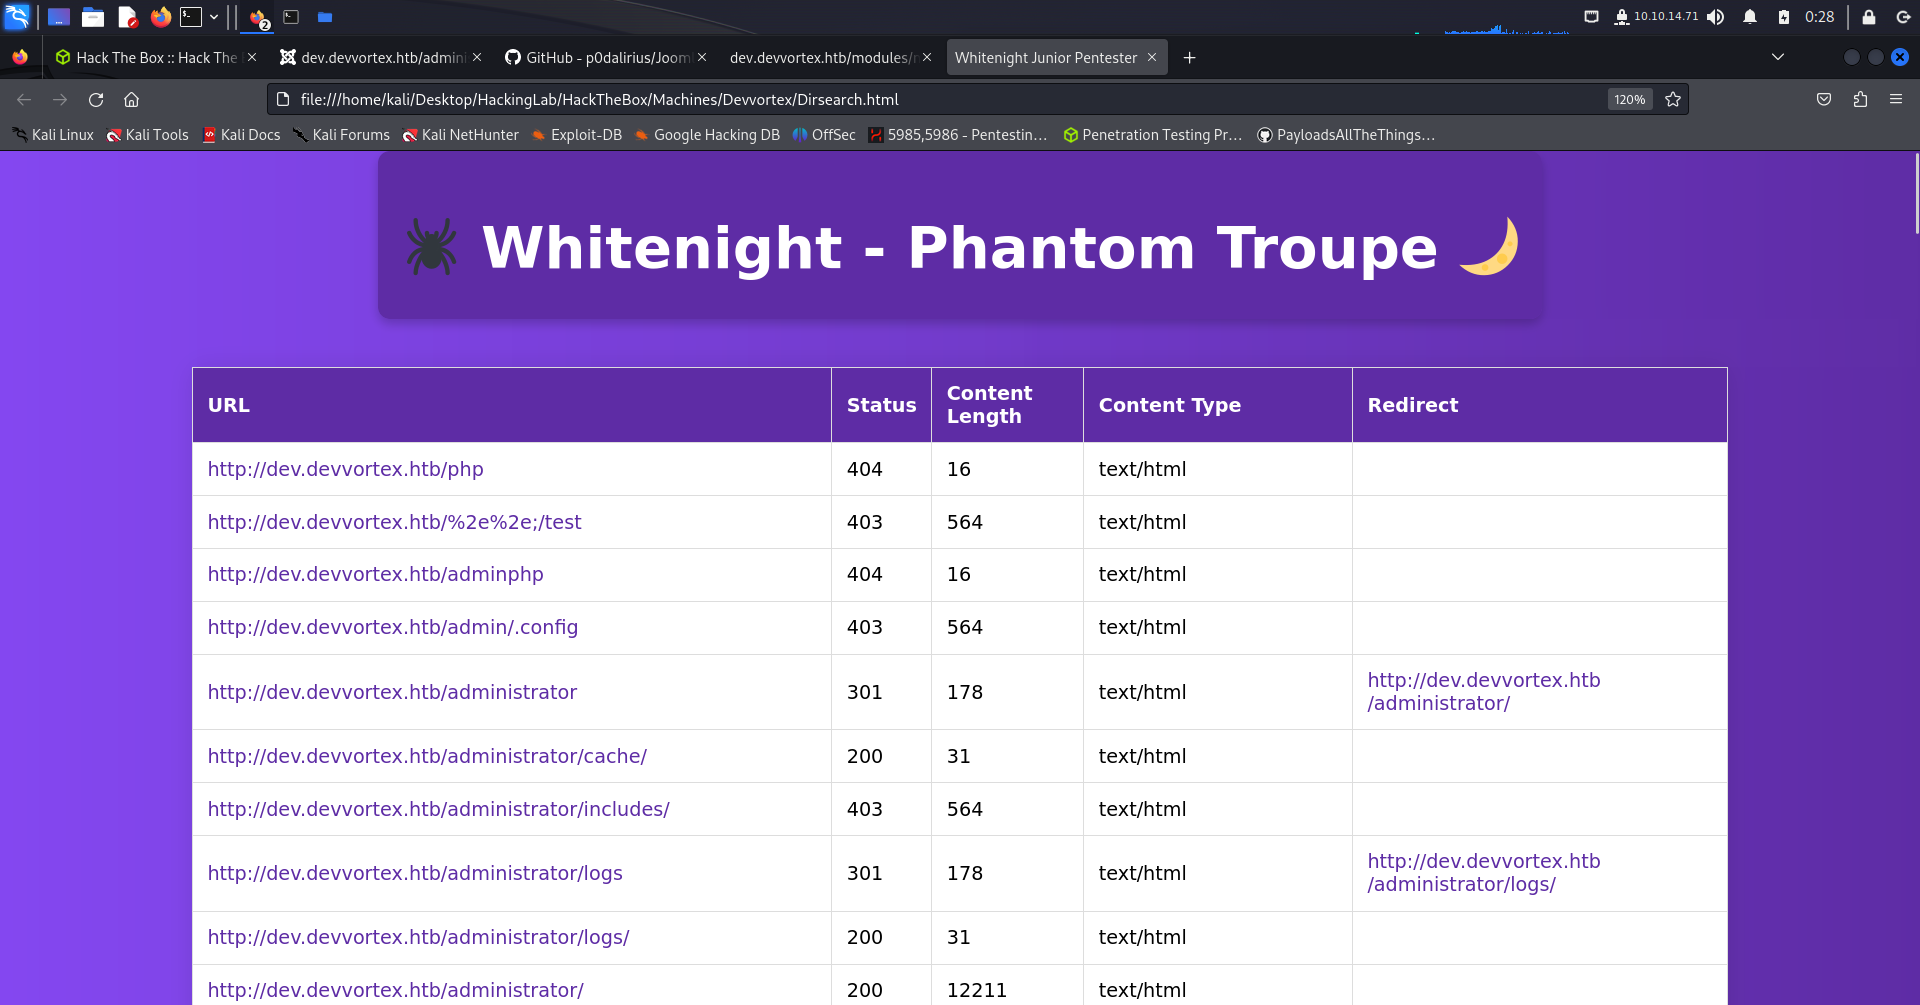 10.10.14.71
0:28
2
Hack The Box :: Hack The
dev.devvortex.htb/admini
GitHub - p0dalirius/Joom
dev.devvortex.htb/modules/
Whitenight Junior Pentester
file:///home/kali/Desktop/HackingLab/HackTheBox/Machines/Devvortex/Dirsearch.html
120%
Kali Linux
Kali Tools
Kali Docs
Kali Forums
Kali NetHunter
Exploit-DB
Google Hacking DB
OffSec
5985,5986 - Pentestin…
Penetration Testing Pr…
PayloadsAllTheThings…
Whitenight - Phantom Troupe
URL Status Content Length Content Type Redirect
http://dev.devvortex.htb/php 404 16 text/html
http://dev.devvortex.htb/%2e%2e;/test 403 564 text/html
http://dev.devvortex.htb/adminphp 404 16 text/html
http://dev.devvortex.htb/admin/.config 403 564 text/html
http://dev.devvortex.htb/administrator 301 178 text/html http://dev.devvortex.htb/administrator/
http://dev.devvortex.htb/administrator/cache/ 200 31 text/html
http://dev.devvortex.htb/administrator/includes/ 403 564 text/html
http://dev.devvortex.htb/administrator/logs 301 178 text/html http://dev.devvortex.htb/administrator/logs/
http://dev.devvortex.htb/administrator/logs/ 200 31 text/html
http://dev.devvortex.htb/administrator/ 200 12211 text/html